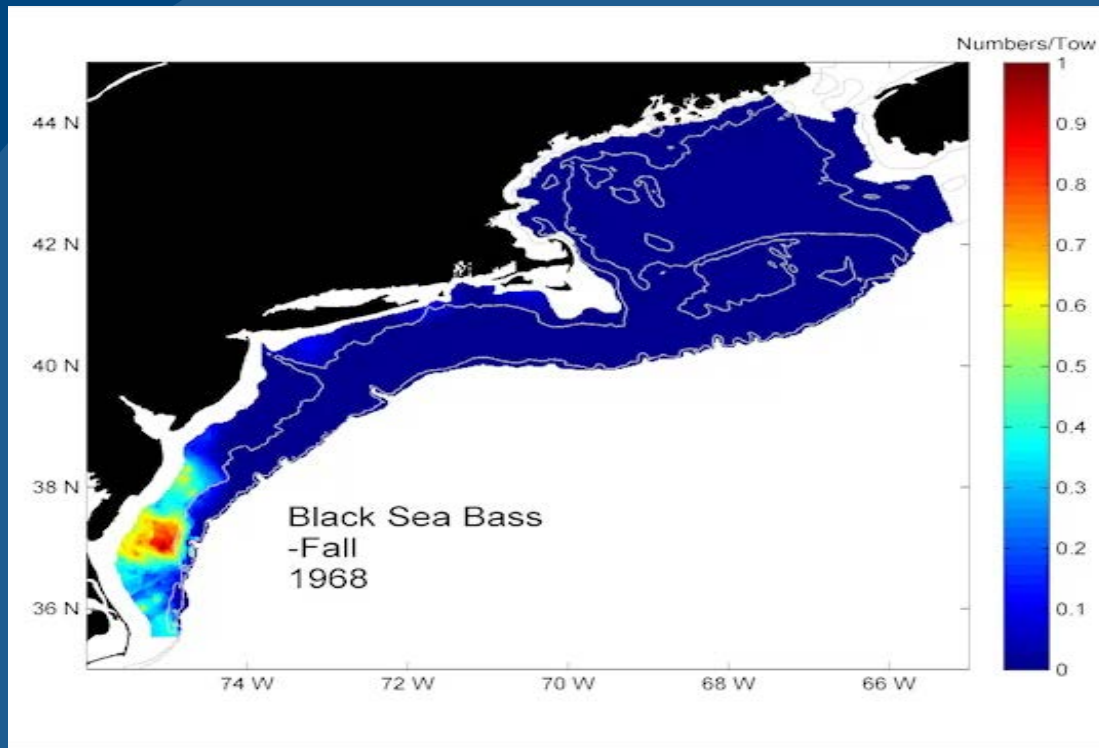 Numbers/Tow
1
0.9
0.8
0.7
0.6
0.5
0.4
0.3
0.2
0.1
0
44 N
42 N
40 N
38 N
36 N
Black Sea Bass
-Fall
1968
74 W
72 W
70 W
68 W
66 W